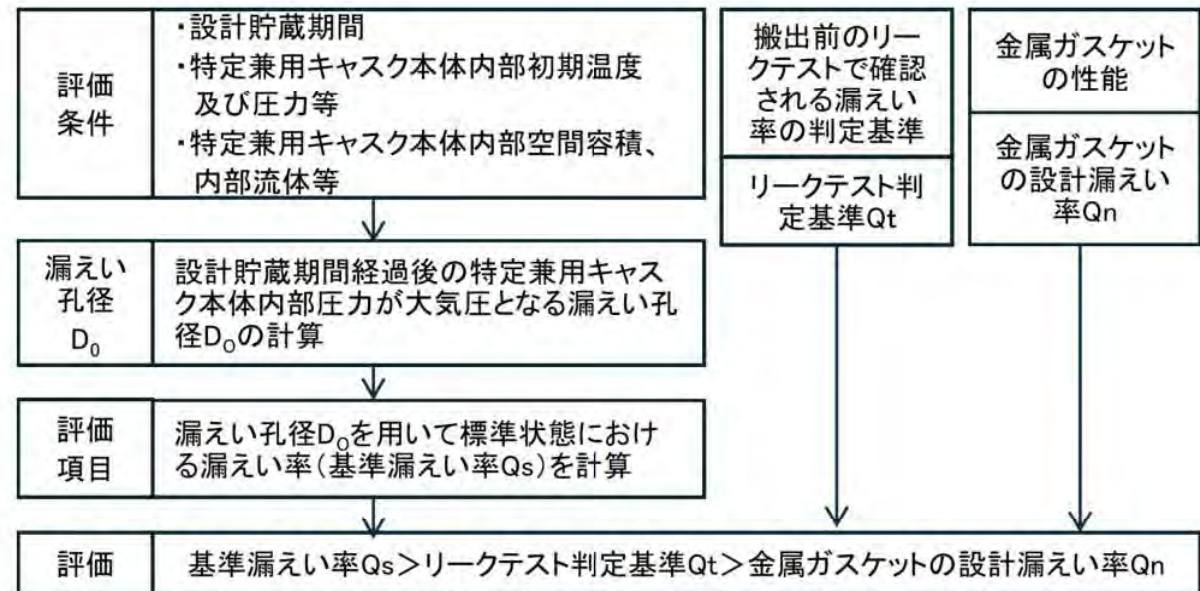 評価
条件
・設計貯蔵期間
・特定兼用キャスク本体内部初期温度
及び圧力等
・特定兼用キャスク本体内部空間容積、
内部流体等
搬出前のリー
クテストで確認
される漏えい
率の判定基準
リークテスト判
定基準Qt
金属ガスケット
の性能
金属ガスケット
の設計漏えい
率Qn
漏えい
孔径
D₀
設計貯蔵期間経過後の特定兼用キャス
ク本体内部圧力が大気圧となる漏えい孔
径D₀の計算
評価
項目
漏えい孔径D₀を用いて標準状態におけ
る漏えい率(基準漏えい率Qs)を計算
評価
基準漏えい率Qs>リークテスト判定基準Qt>金属ガスケットの設計漏えい率Qn